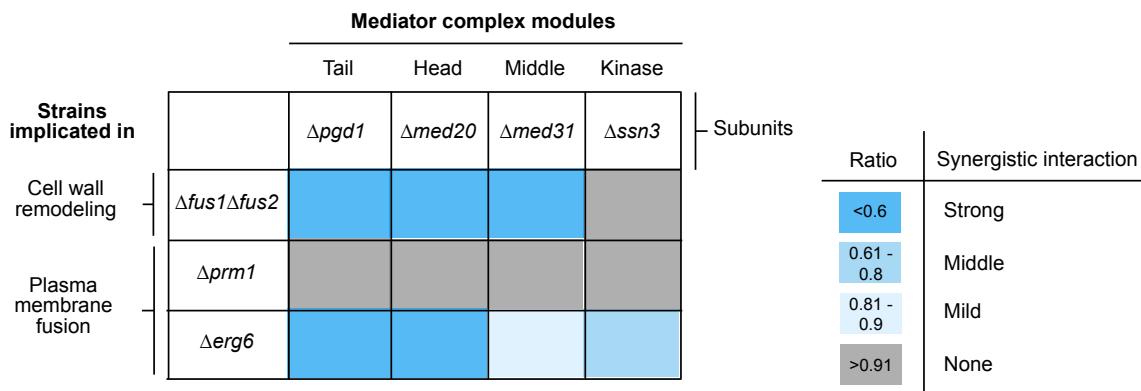 Mediator complex modules
Tail Head Middle Kinase
Strains
implicated in
Δpgd1 Δmed20 Δmed31 Δssn3
Subunits
Cell wall
remodeling
Δfus1Δfus2
Plasma
membrane
fusion
Δprm1
Δerg6
Ratio Synergistic interaction
<0.6 Strong
0.61 -
0.8
Middle
0.81 -
0.9
Mild
>0.91 None